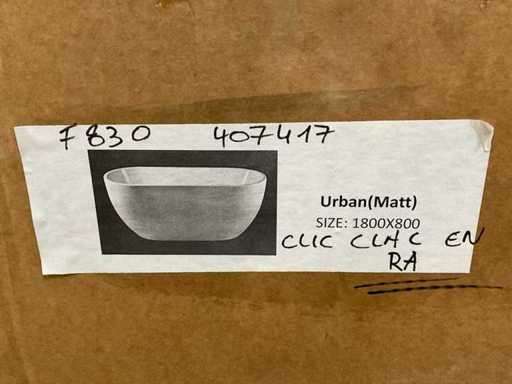 F830 407417
Urban(Matt)
SIZE: 1800X800
CLIC CLAC EN
RA